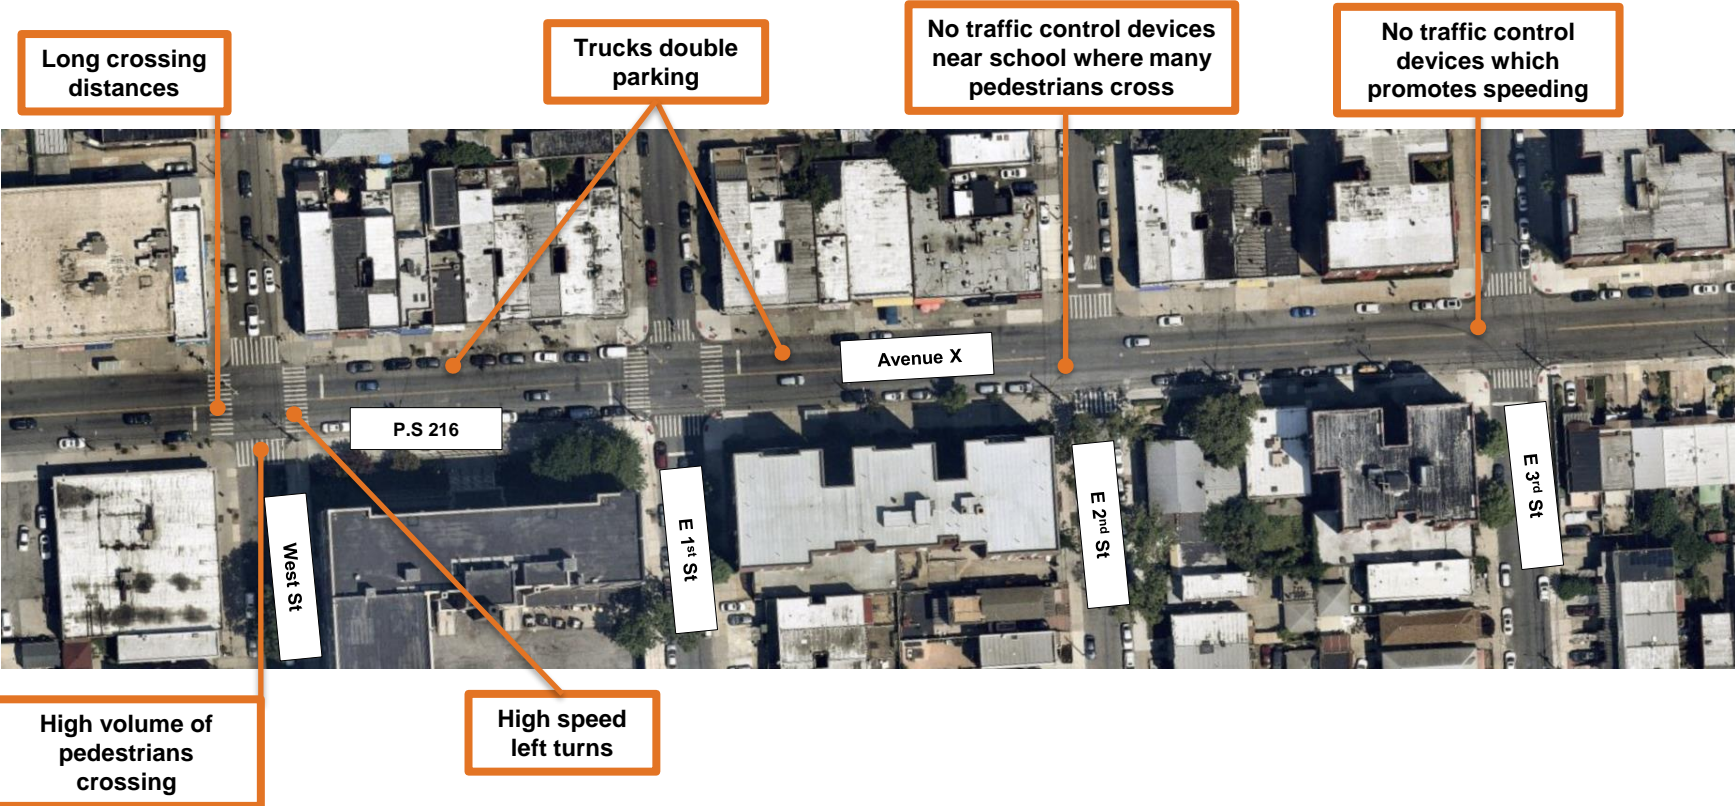 Long crossing
distances
Trucks double
parking
No traffic control devices
near school where many
pedestrians cross
No traffic control
devices which
promotes speeding
Avenue X
P.S 216
West St
E 1st St
E 2nd St
E 3rd St
High volume of
pedestrians
crossing
High speed
left turns